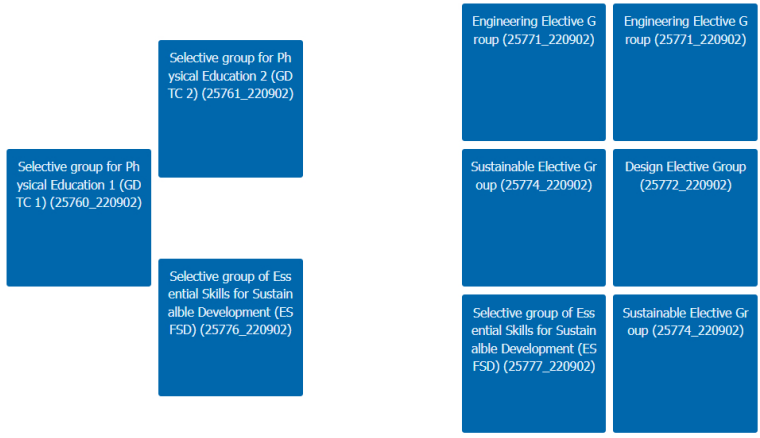 Selective group for Ph
ysical Education 1 (GD
TC 1) (25760_220902)
Selective group for Ph
ysical Education 2 (GD
TC 2) (25761_220902)
Selective group of Ess
ential Skills for Sustain
alble Development (ES
FSD) (25776_220902)
Engineering Elective G
roup (25771_220902)
Sustainable Elective Gr
oup (25774_220902)
Selective group of Ess
ential Skills for Sustain
alble Development (ES
FSD) (25777_220902)
Engineering Elective G
roup (25771_220902)
Design Elective Group
(25772_220902)
Sustainable Elective Gr
oup (25774_220902)